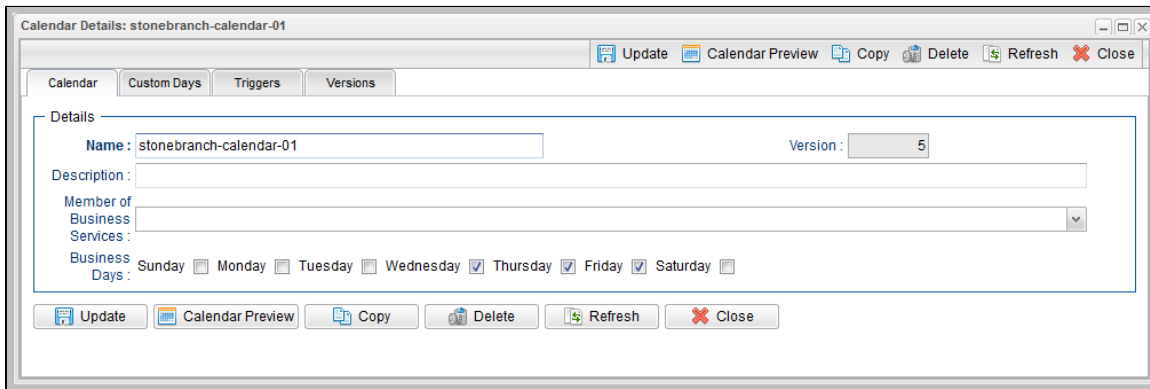 Calendar Details: stonebranch-calendar-01
Update Calendar Preview Copy Delete Refresh Close
Calendar Custom Days Triggers Versions
Details
Name : stonebranch-calendar-01 Version : 5
Description :
Member of
Business
Services :
Business
Days : Sunday Monday Tuesday Wednesday Thursday Friday Saturday
Update Calendar Preview Copy Delete Refresh Close